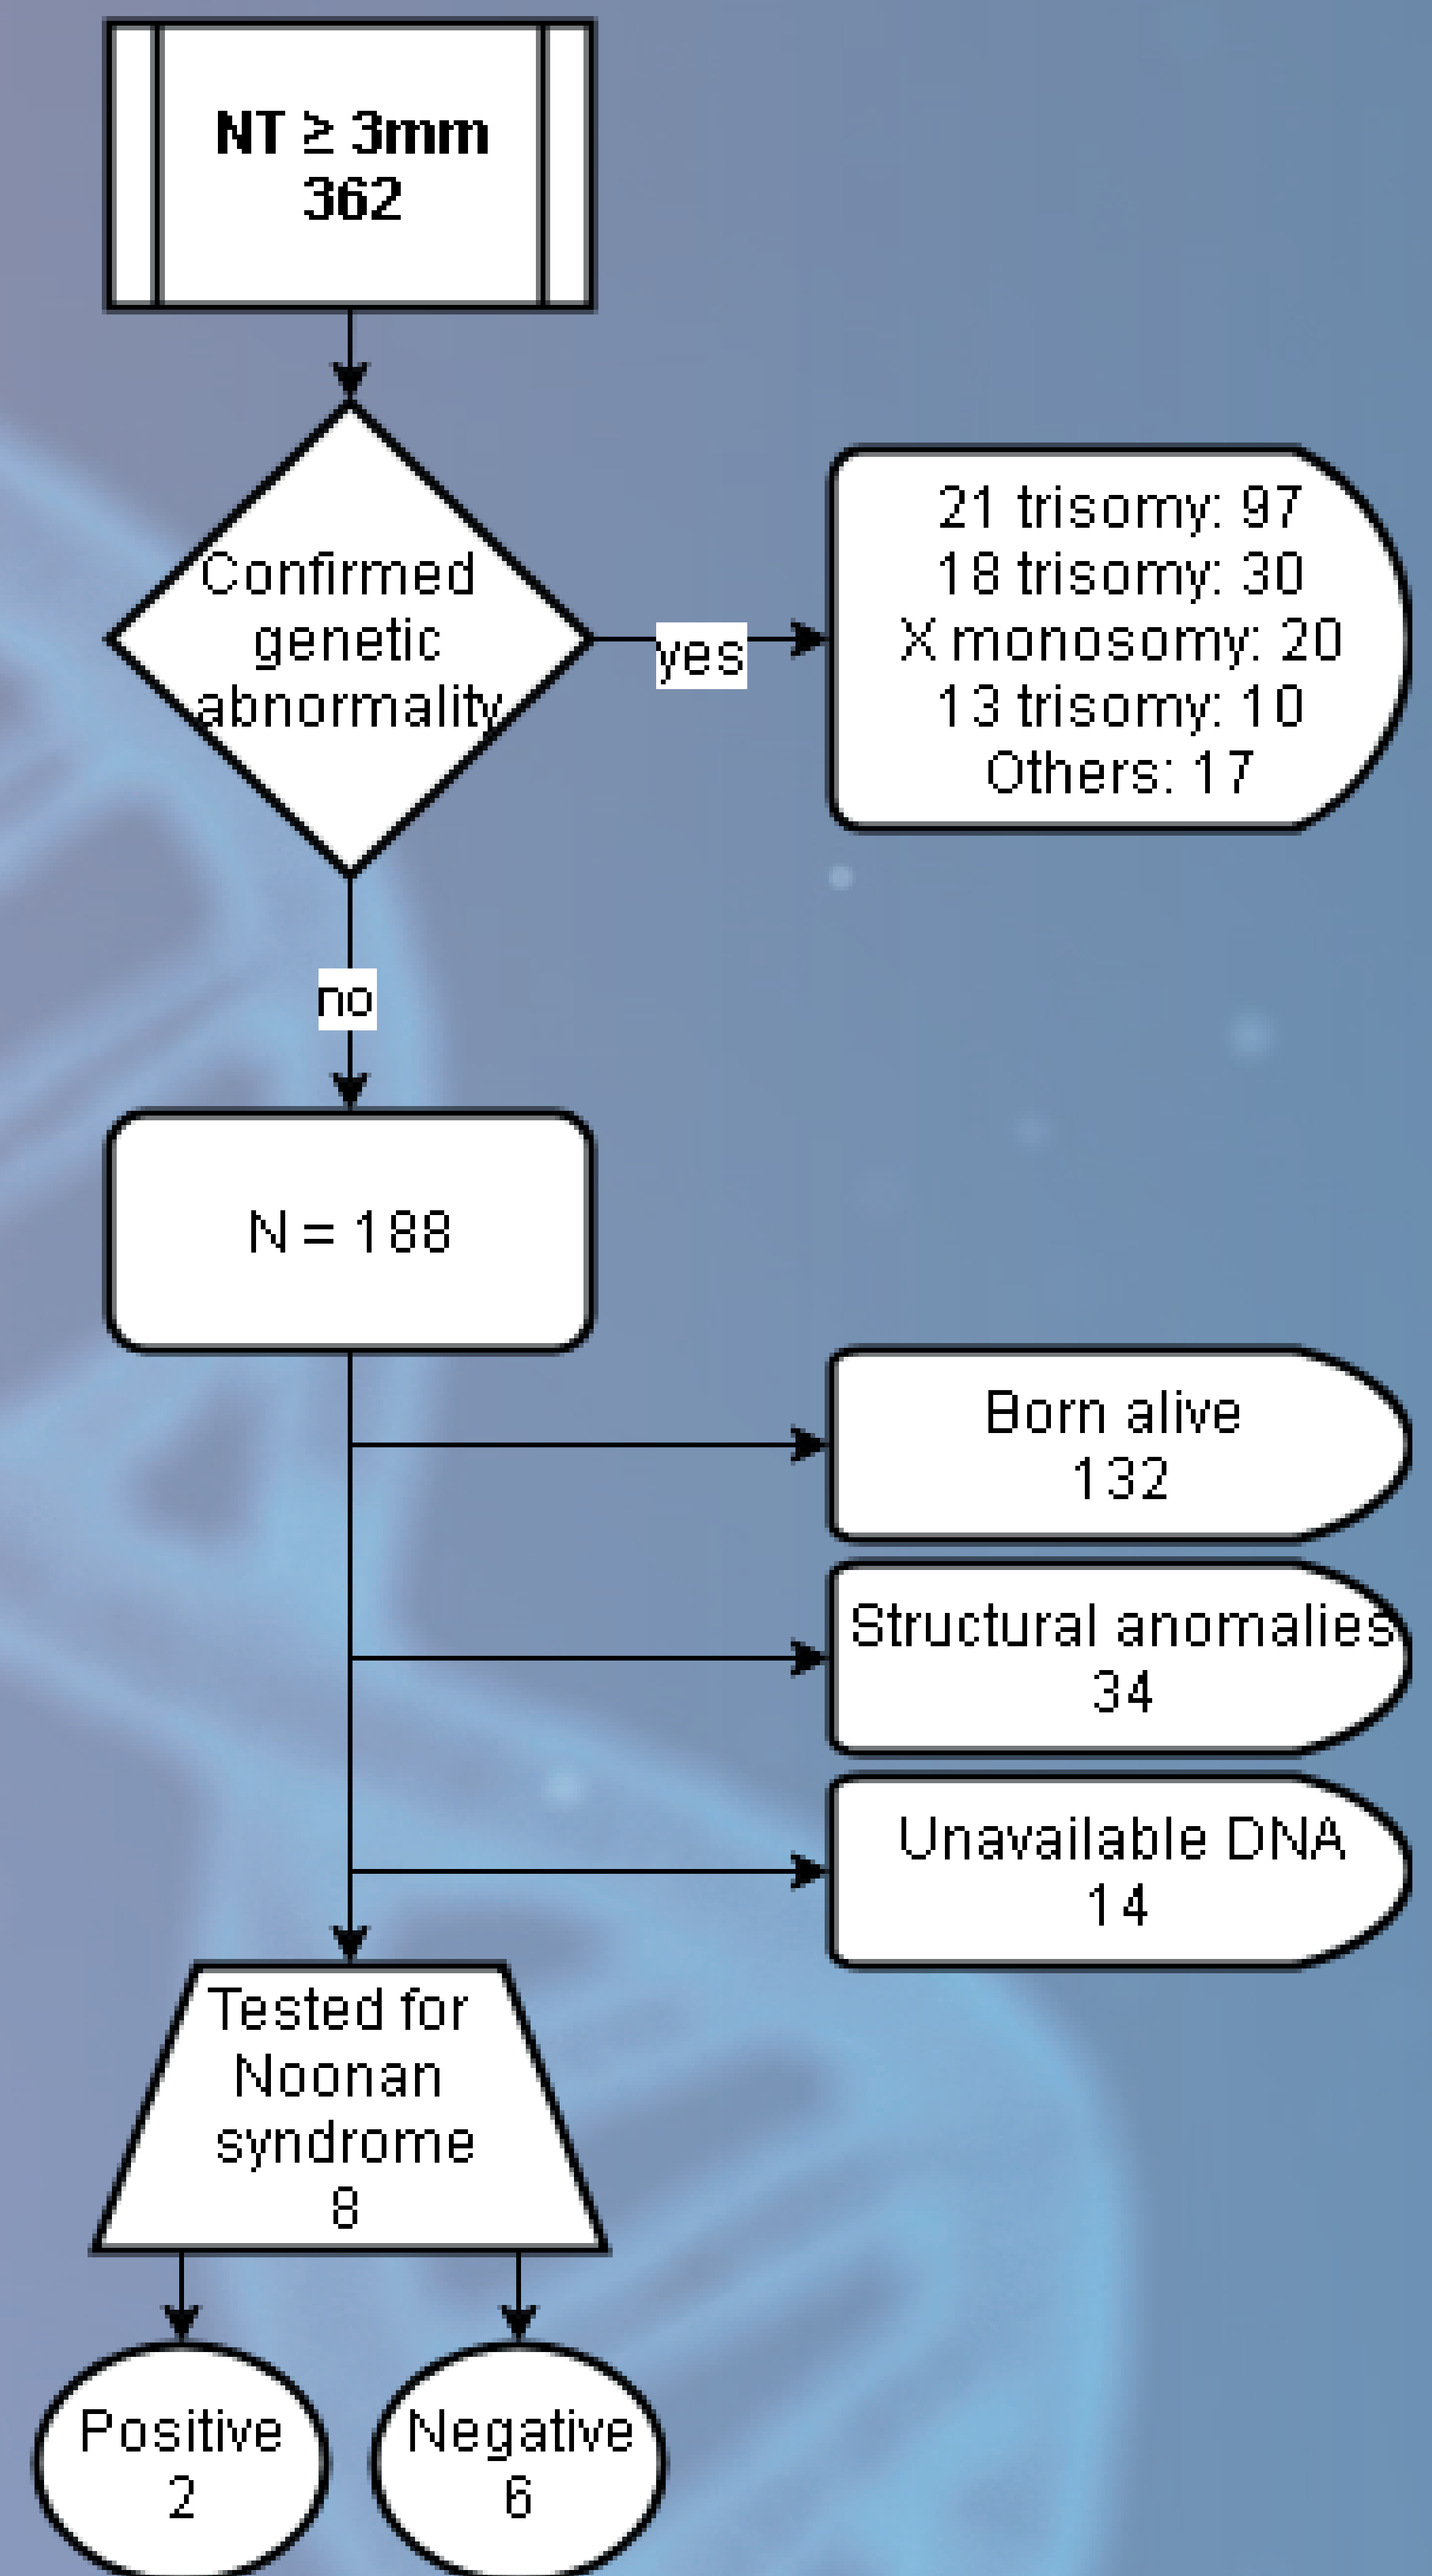 NT ≥ 3mm
362
Confirmed
genetic
abnormality
yes
21 trisomy: 97
18 trisomy: 30
X monosomy: 20
13 trisomy: 10
Others: 17
no
N = 188
Born alive
132
Structural anomalies
34
Unavailable DNA
14
Tested for
Noonan
syndrome
8
Positive
2
Negative
6